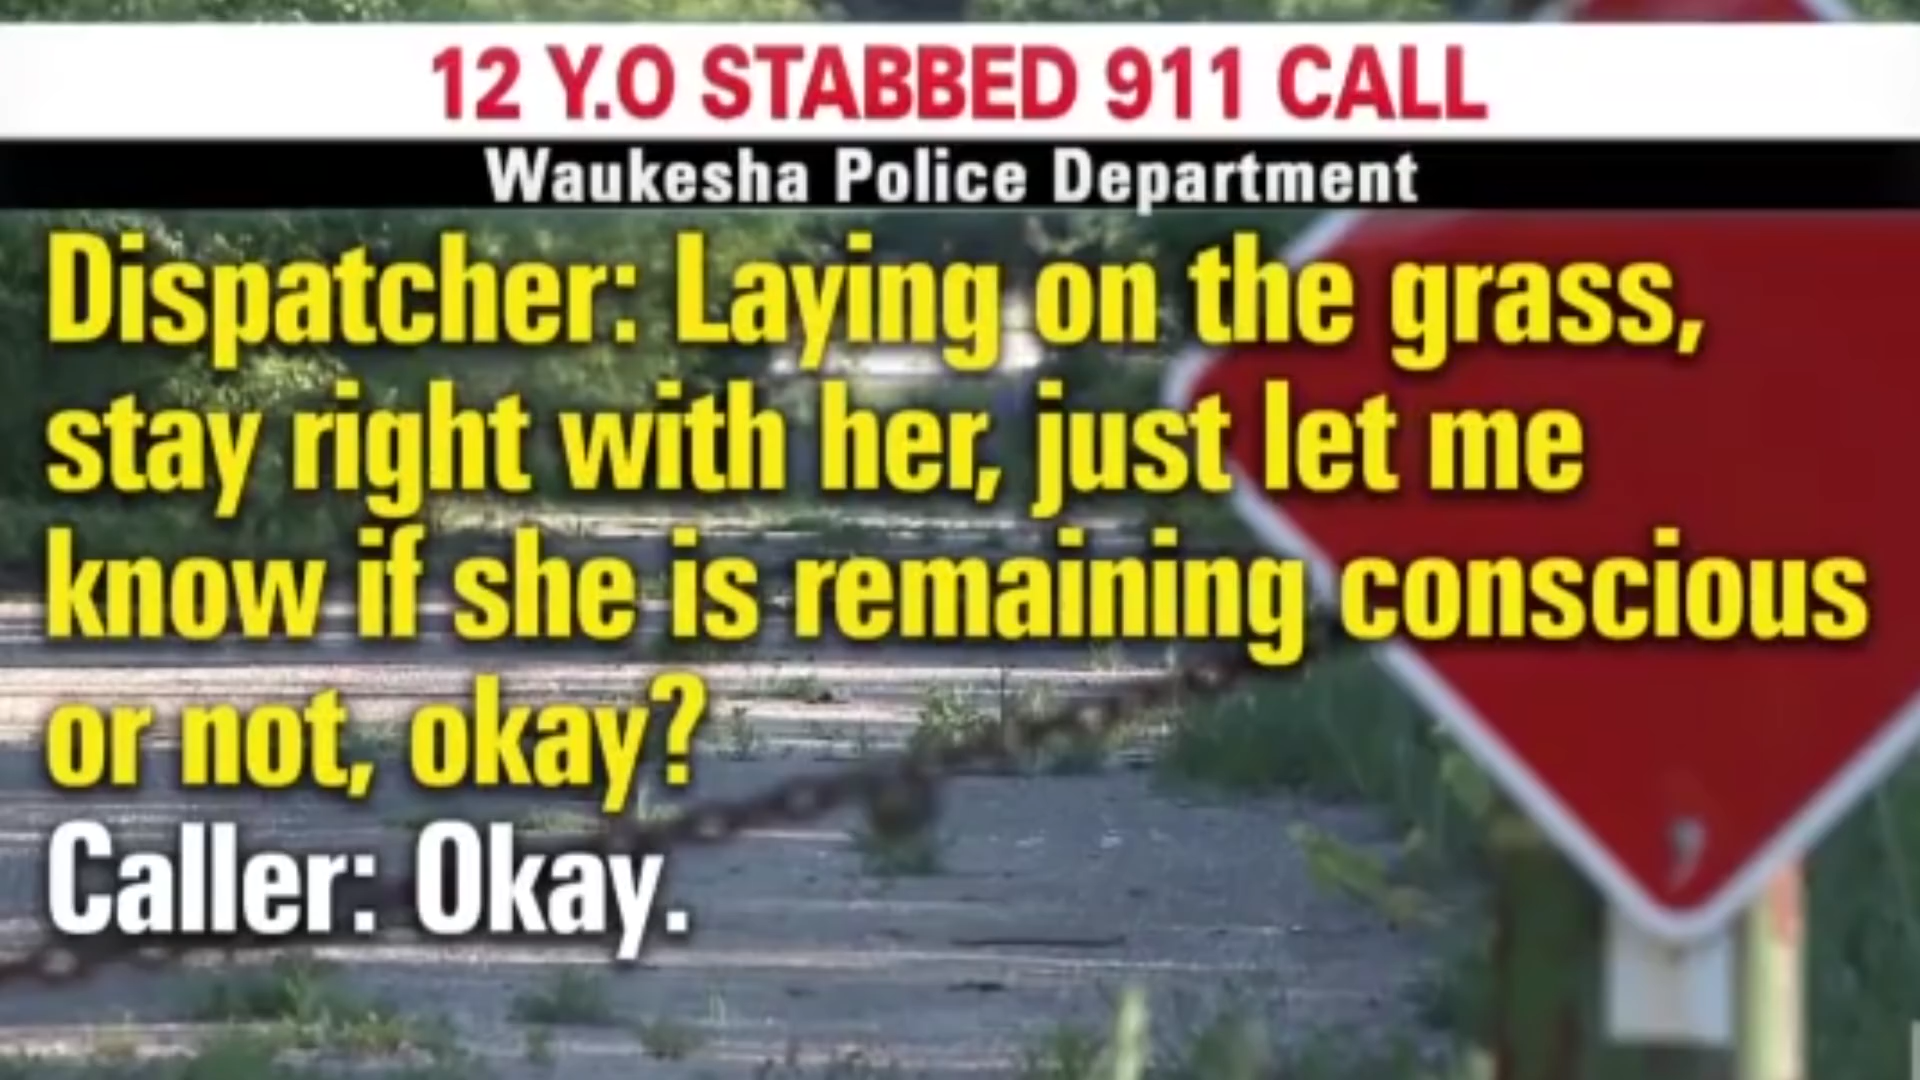 12 Y.O STABBED 911 CALL
Waukesha Police Department
Dispatcher: Laying on the grass,
stay right with her, just let me
know if she is remaining conscious
or not, okay?
Caller: Okay.